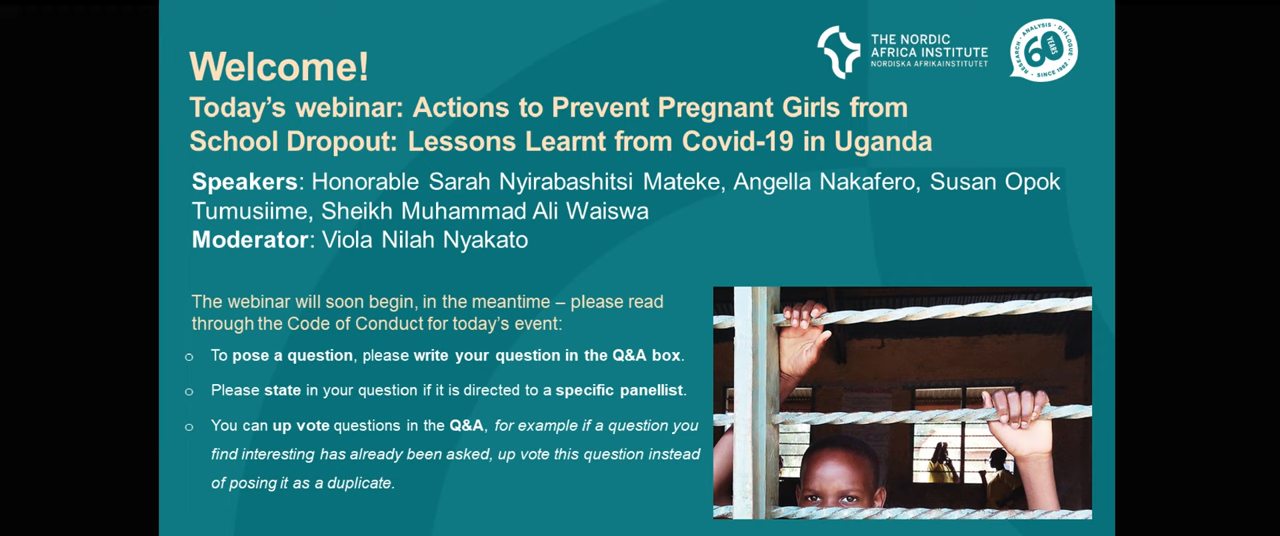 THE NORDIC
AFRICA INSTITUTE
NORDISKA AFRIKAINSTITUTET
RESEARCH · ANALYSIS · DIALOGUE
60
YEARS
· SINCE 1962 ·
Welcome!
Today's webinar: Actions to Prevent Pregnant Girls from
School Dropout: Lessons Learnt from Covid-19 in Uganda
Speakers: Honorable Sarah Nyirabashitsi Mateke, Angella Nakafero, Susan Opok
Tumusiime, Sheikh Muhammad Ali Waiswa
Moderator: Viola Nilah Nyakato
The webinar will soon begin, in the meantime – please read
through the Code of Conduct for today's event:
o To pose a question, please write your question in the Q&A box.
o Please state in your question if it is directed to a specific panellist.
o You can up vote questions in the Q&A, for example if a question you
find interesting has already been asked, up vote this question instead
of posing it as a duplicate.